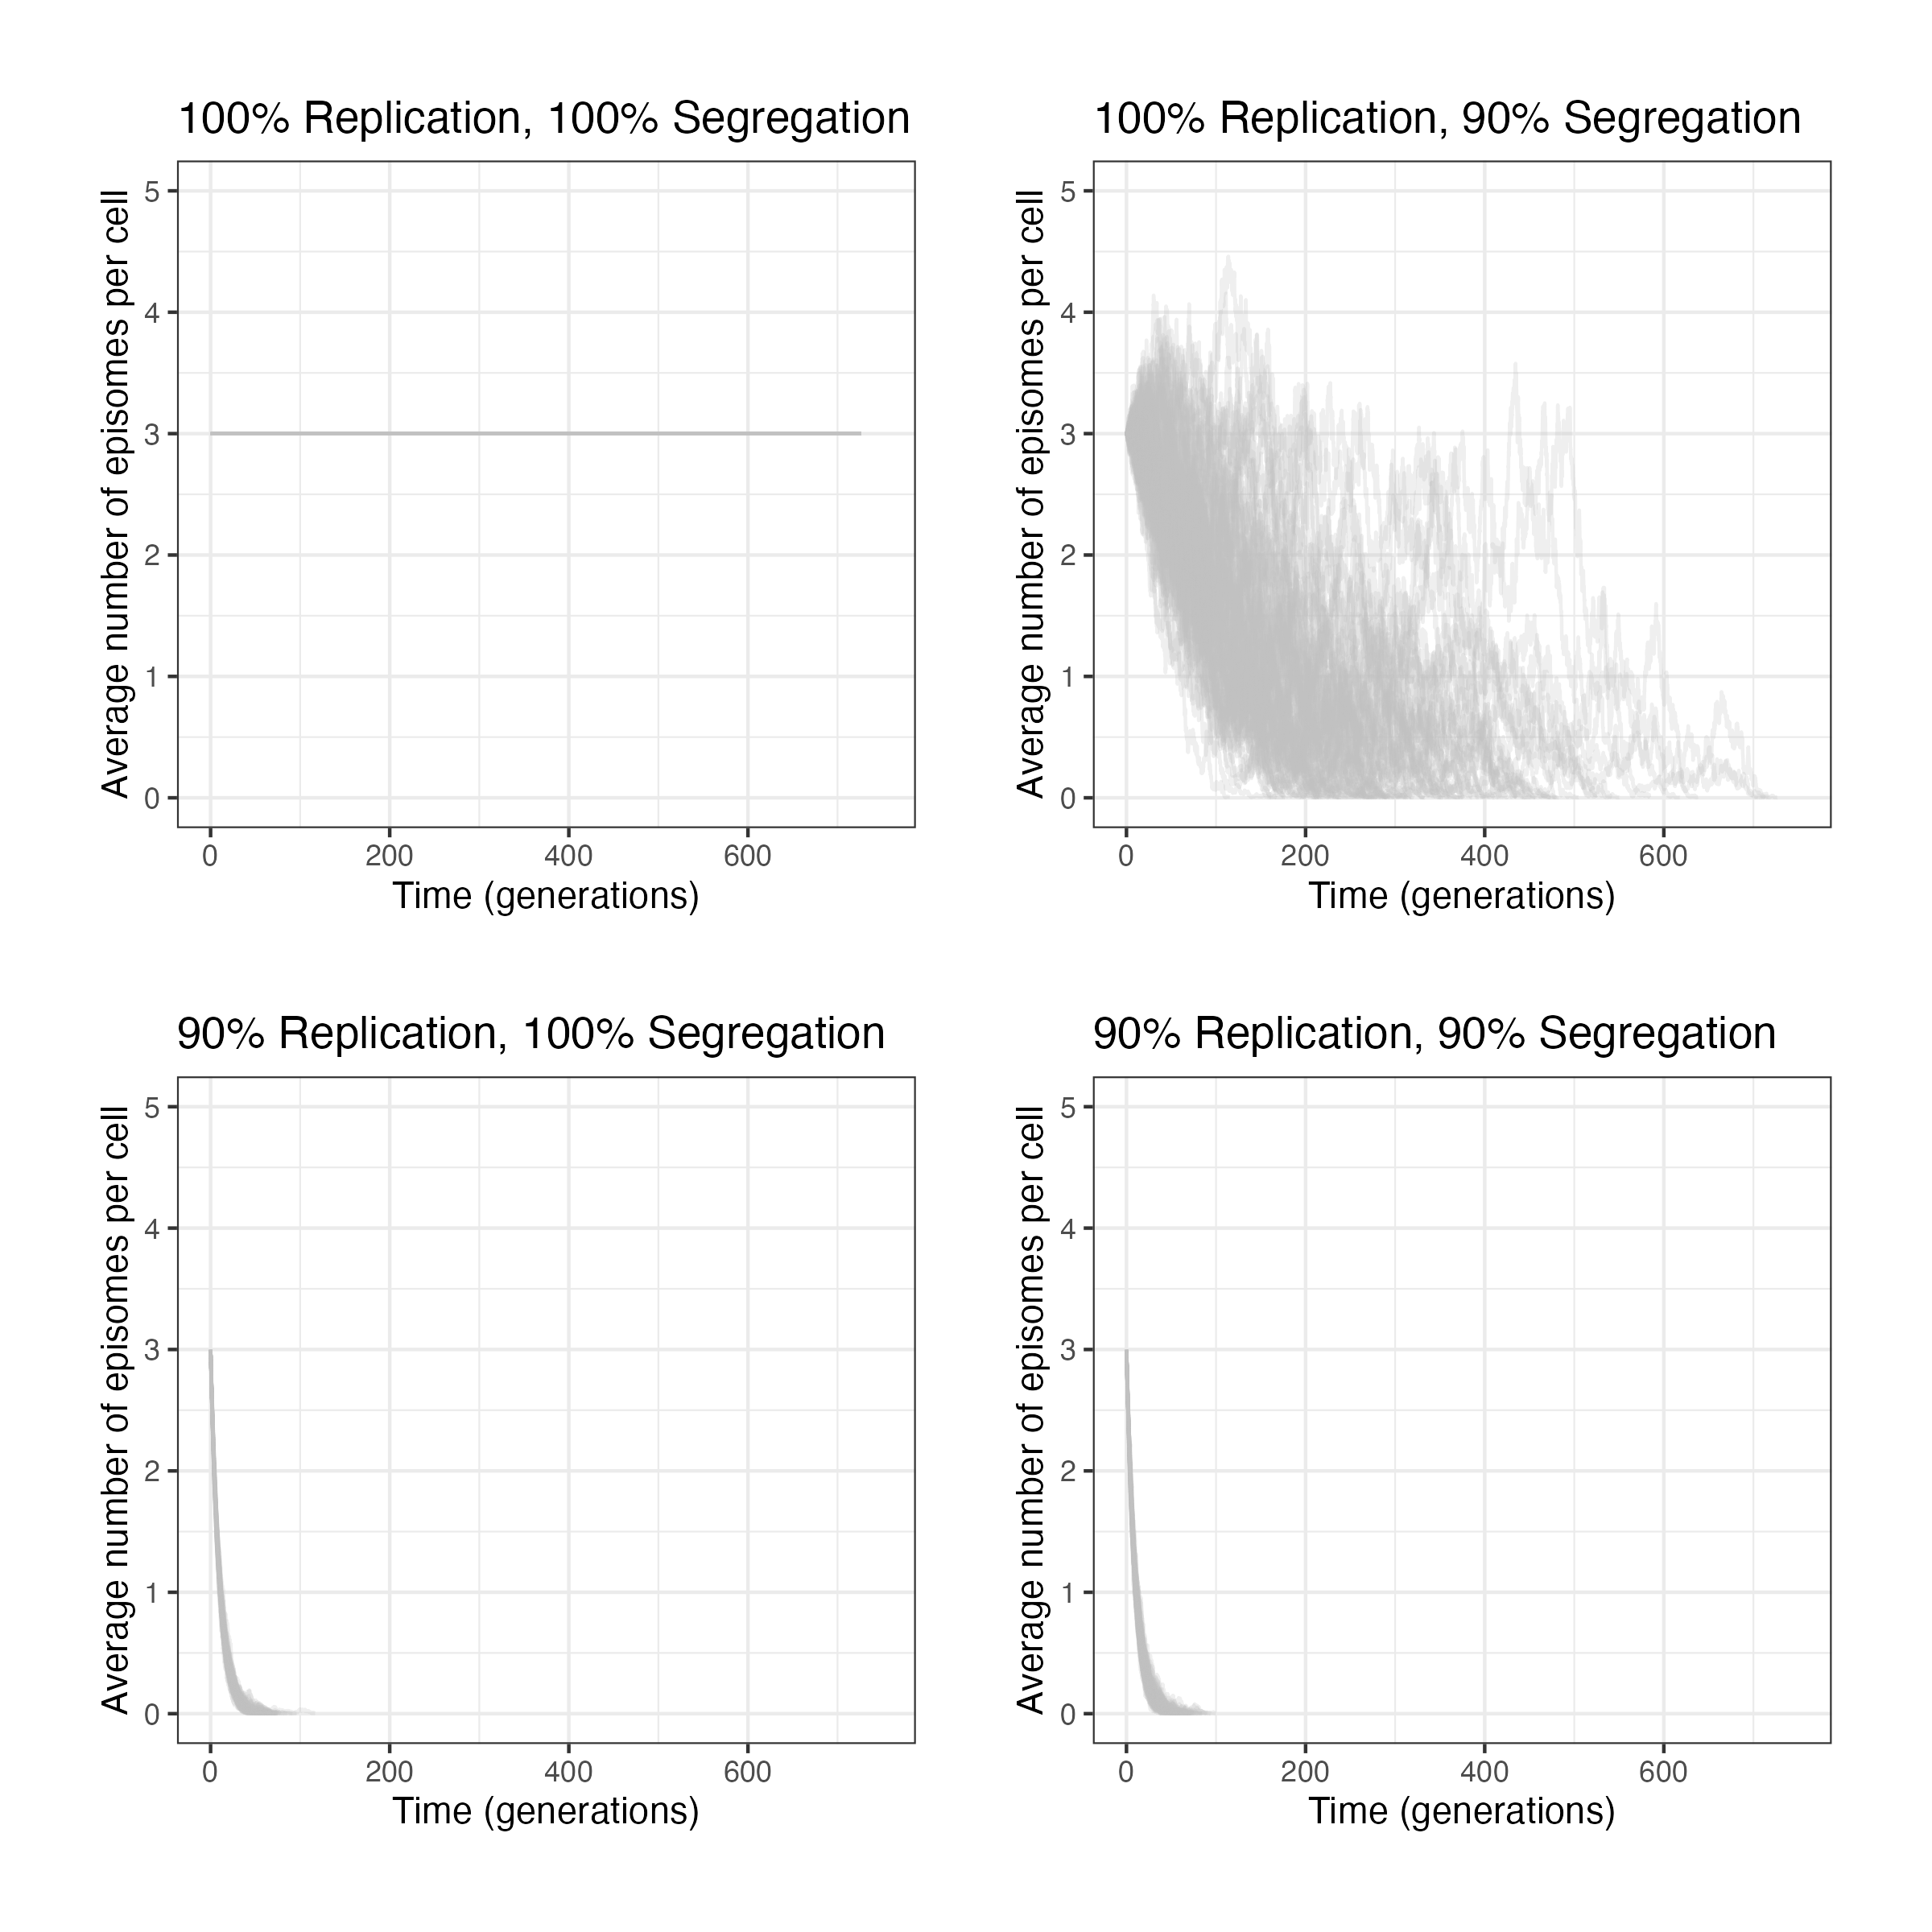 100% Replication, 100% Segregation
Average number of episomes per cell
5
4
3
2
1
0
0 200 400 600
Time (generations)
100% Replication, 90% Segregation
Average number of episomes per cell
5
4
3
2
1
0
0 200 400 600
Time (generations)
90% Replication, 100% Segregation
Average number of episomes per cell
5
4
3
2
1
0
0 200 400 600
Time (generations)
90% Replication, 90% Segregation
Average number of episomes per cell
5
4
3
2
1
0
0 200 400 600
Time (generations)